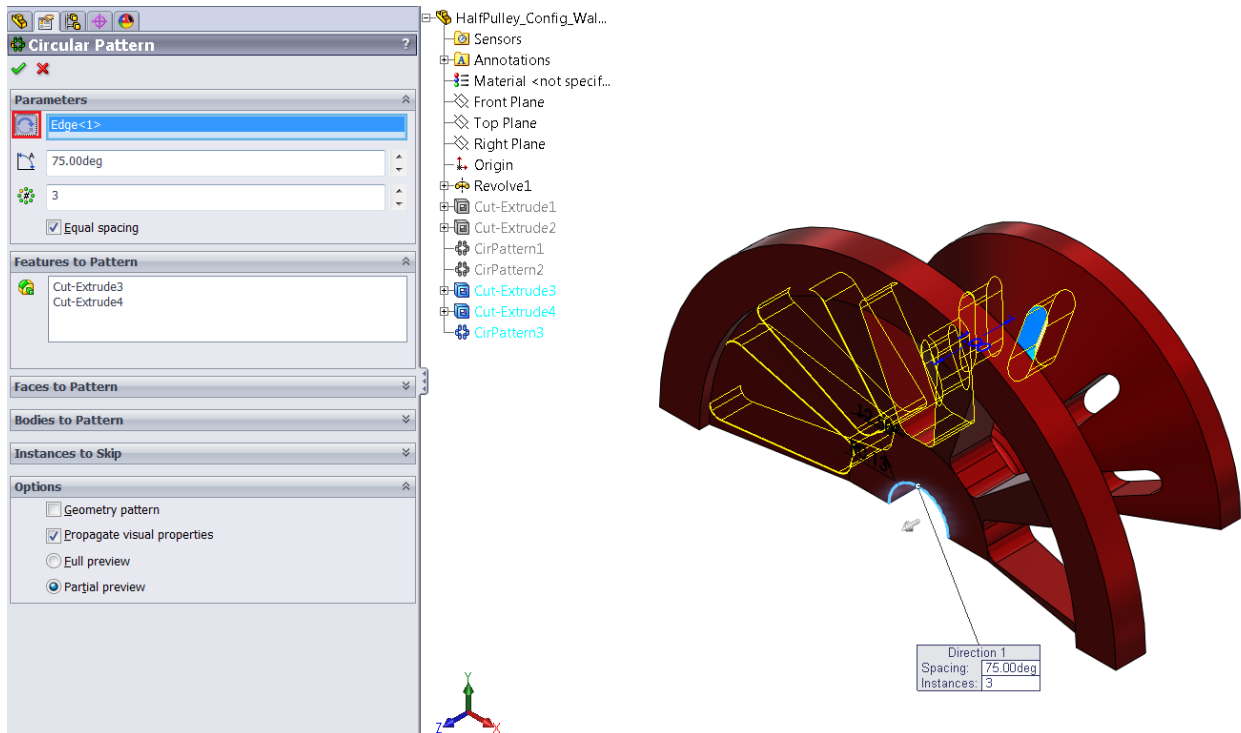 Circular Pattern
?
Parameters
Edge<1>
75.00deg
3
Equal spacing
Features to Pattern
Cut-Extrude3
Cut-Extrude4
Faces to Pattern
Bodies to Pattern
Instances to Skip
Options
Geometry pattern
Propagate visual properties
Full preview
Partial preview
HalfPulley_Config_Wal...
Sensors
A Annotations
Material <not specif...
Front Plane
Top Plane
Right Plane
Origin
Revolve1
Cut-Extrude1
Cut-Extrude2
CirPattern1
CirPattern2
Cut-Extrude3
Cut-Extrude4
CirPattern3
Direction 1
Spacing: 75.00deg
Instances: 3
Y
Z X